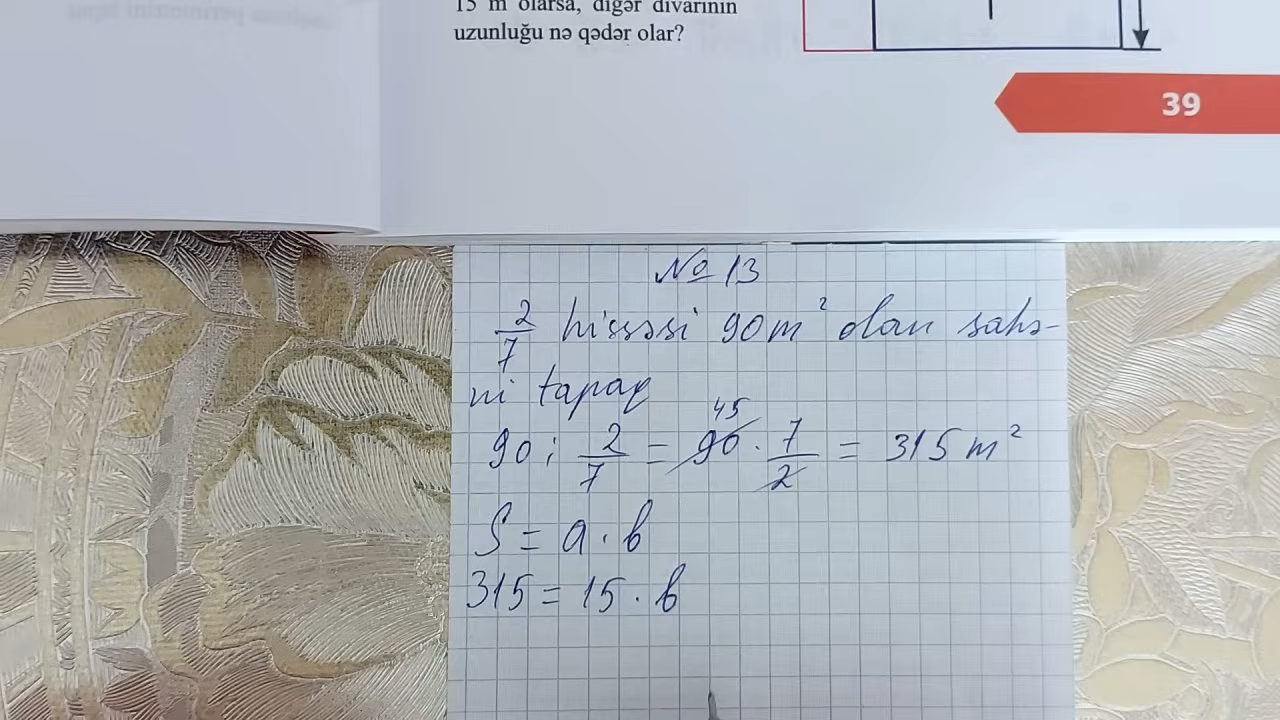 15 m olarsa, digər divarının
uzunluğu nə qədər olar?
39
№ 13
2/7 hissəsi 90 m² olan sahə-
ni tapaq
90 : 2/7 = 90 · 7/2 = 315 m²
45
S = a · b
315 = 15 · b